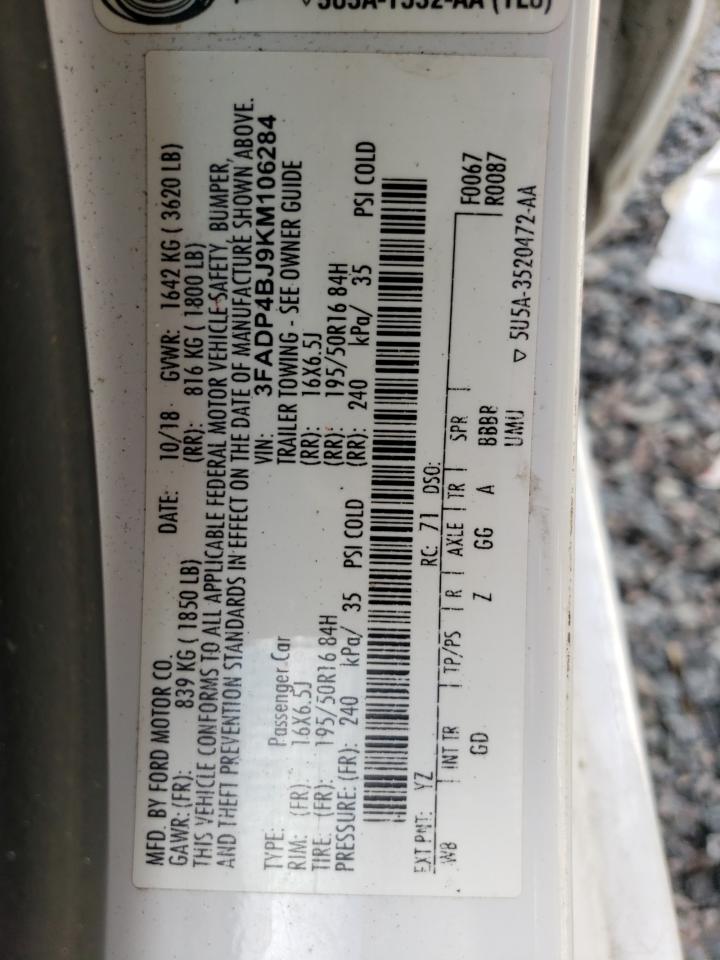 5U5A-1532-AA (TEJ)
MFD. BY FORD MOTOR CO. DATE: 10/18 GVWR: 1642 KG ( 3620 LB)
GAWR: (FR): 839 KG ( 1850 LB) (RR): 816 KG ( 1800 LB)
THIS VEHICLE CONFORMS TO ALL APPLICABLE FEDERAL MOTOR VEHICLE SAFETY, BUMPER,
AND THEFT PREVENTION STANDARDS IN EFFECT ON THE DATE OF MANUFACTURE SHOWN ABOVE.
VIN: 3FADP4BJ9KM106284
TYPE: Passenger Car TRAILER TOWING - SEE OWNER GUIDE
RIM: (FR) 16X6.5J (RR): 16X6.5J
TIRE: (FR): 195/50R16 84H (RR): 195/50R16 84H
PRESSURE: (FR): 240 kPa/ 35 PSI COLD (RR): 240 kPa/ 35 PSI COLD
EXT PNT: YZ RC: 71 DSO: F0067
R0087
WB INT TR TP/PS R AXLE TR SPR
GD Z GG A BBBP
UMU
▽ 5U5A-3520472-AA